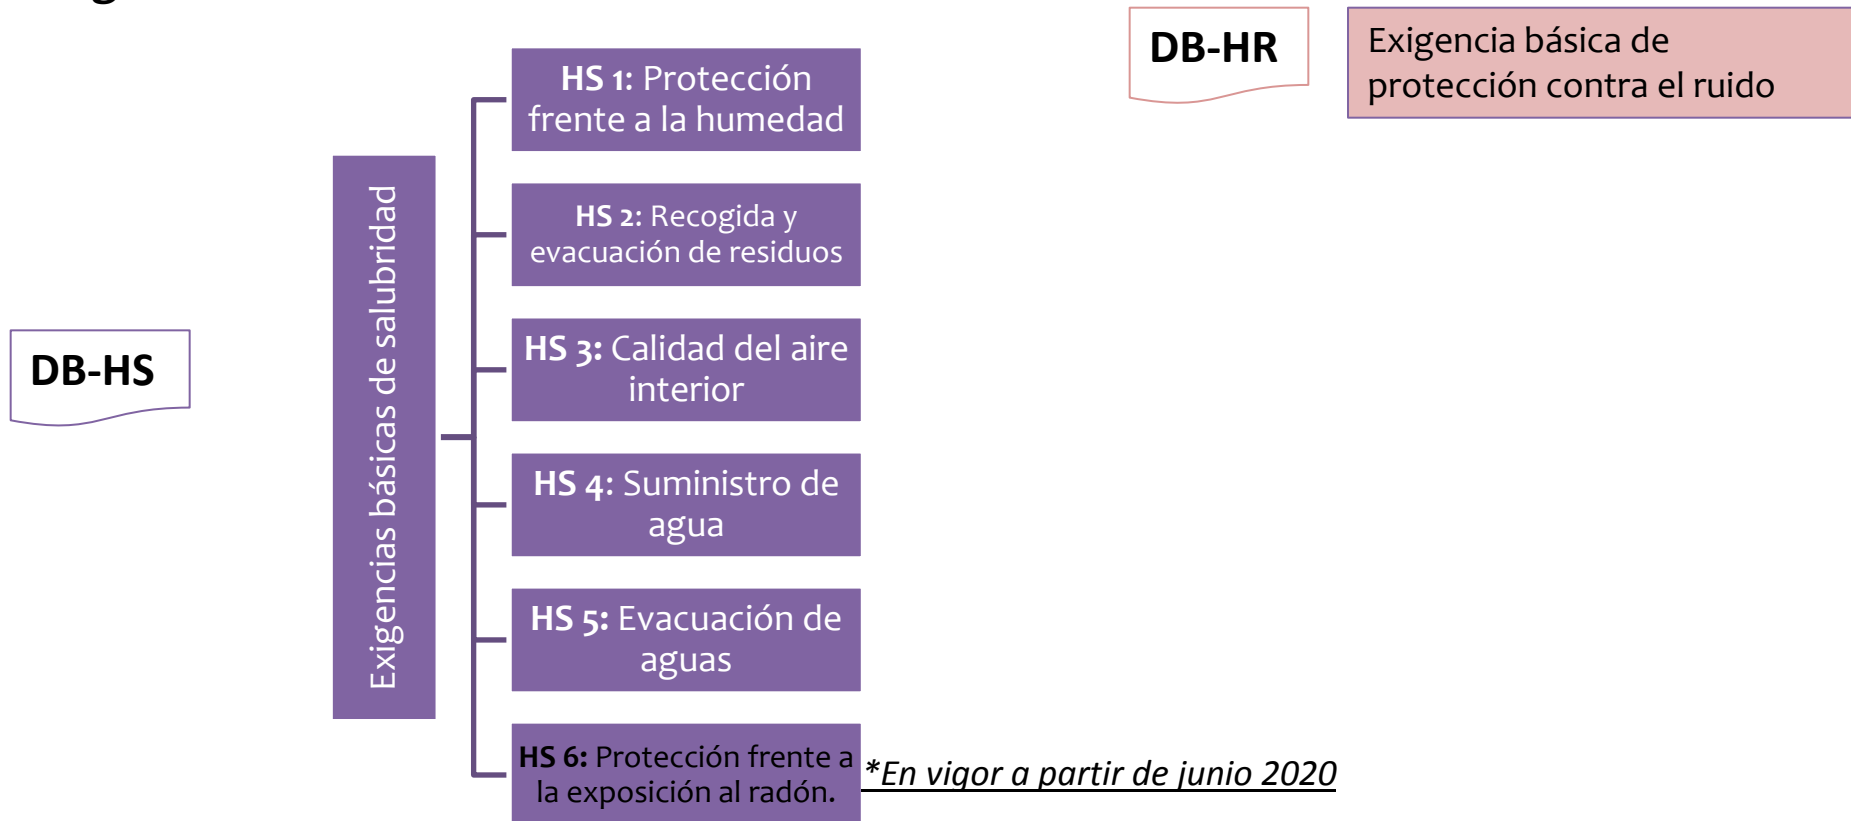 DB-HR
Exigencia básica de
protección contra el ruido
DB-HS
Exigencias básicas de salubridad
HS 1: Protección
frente a la humedad
HS 2: Recogida y
evacuación de residuos
HS 3: Calidad del aire
interior
HS 4: Suministro de
agua
HS 5: Evacuación de
aguas
HS 6: Protección frente a
la exposición al radón.
*En vigor a partir de junio 2020